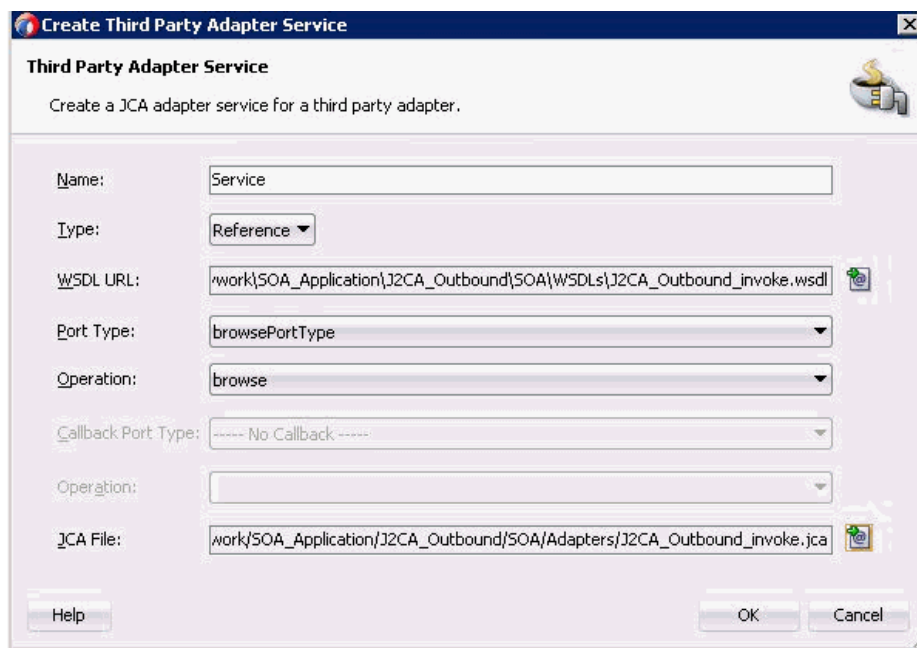 Create Third Party Adapter Service
Third Party Adapter Service
Create a JCA adapter service for a third party adapter.
Name: Service
Type: Reference
WSDL URL: work\SOA_Application\J2CA_Outbound\SOA\WSDLs\J2CA_Outbound_invoke.wsdl
Port Type: browsePortType
Operation: browse
Callback Port Type: ----- No Callback -----
Operation:
JCA File: work/SOA_Application/J2CA_Outbound/SOA/Adapters/J2CA_Outbound_invoke.jca
Help OK Cancel